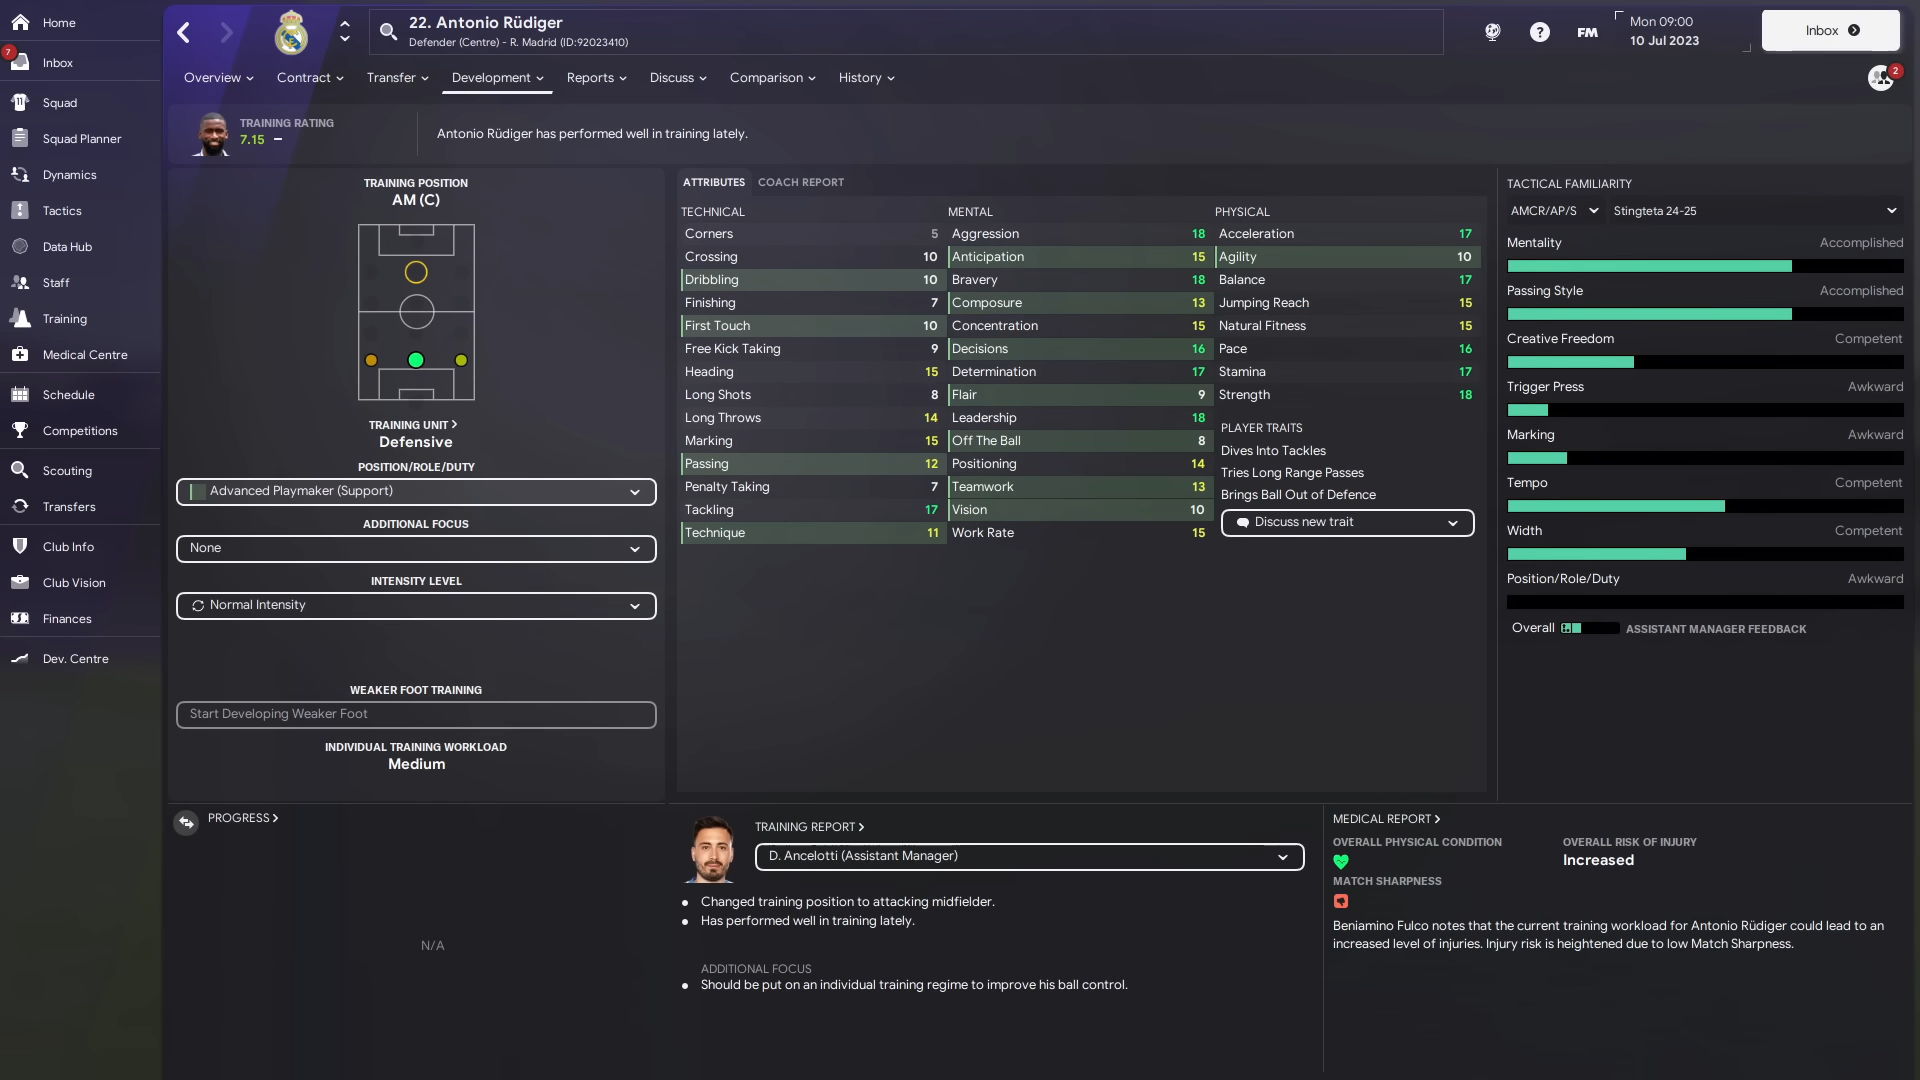 Home
7
Inbox
Squad
Squad Planner
Dynamics
Tactics
Data Hub
Staff
Training
Medical Centre
Schedule
Competitions
Scouting
Transfers
Club Info
Club Vision
Finances
Dev. Centre
22. Antonio Rüdiger
Defender (Centre) - R. Madrid (ID:92023410)
? FM
Mon 09:00
10 Jul 2023
Inbox
Overview Contract Transfer Development Reports Discuss Comparison History
2
TRAINING RATING
7.15 –
Antonio Rüdiger has performed well in training lately.
TRAINING POSITION
AM (C)
TRAINING UNIT
Defensive
POSITION/ROLE/DUTY
Advanced Playmaker (Support)
ADDITIONAL FOCUS
None
INTENSITY LEVEL
Normal Intensity
WEAKER FOOT TRAINING
Start Developing Weaker Foot
INDIVIDUAL TRAINING WORKLOAD
Medium
ATTRIBUTES COACH REPORT
TECHNICAL
Corners 5
Crossing 10
Dribbling 10
Finishing 7
First Touch 10
Free Kick Taking 9
Heading 15
Long Shots 8
Long Throws 14
Marking 15
Passing 12
Penalty Taking 7
Tackling 17
Technique 11
MENTAL
Aggression 18
Anticipation 15
Bravery 18
Composure 13
Concentration 15
Decisions 16
Determination 17
Flair 9
Leadership 18
Off The Ball 8
Positioning 14
Teamwork 13
Vision 10
Work Rate 15
PHYSICAL
Acceleration 17
Agility 10
Balance 17
Jumping Reach 15
Natural Fitness 15
Pace 16
Stamina 17
Strength 18
PLAYER TRAITS
Dives Into Tackles
Tries Long Range Passes
Brings Ball Out of Defence
Discuss new trait
TACTICAL FAMILIARITY
AMCR/AP/S Stingteta 24-25
Mentality Accomplished
Passing Style Accomplished
Creative Freedom Competent
Trigger Press Awkward
Marking Awkward
Tempo Competent
Width Competent
Position/Role/Duty Awkward
Overall ASSISTANT MANAGER FEEDBACK
PROGRESS
N/A
TRAINING REPORT
D. Ancelotti (Assistant Manager)
• Changed training position to attacking midfielder.
• Has performed well in training lately.
ADDITIONAL FOCUS
• Should be put on an individual training regime to improve his ball control.
MEDICAL REPORT
OVERALL PHYSICAL CONDITION
OVERALL RISK OF INJURY
Increased
MATCH SHARPNESS
Beniamino Fulco notes that the current training workload for Antonio Rüdiger could lead to an
increased level of injuries. Injury risk is heightened due to low Match Sharpness.